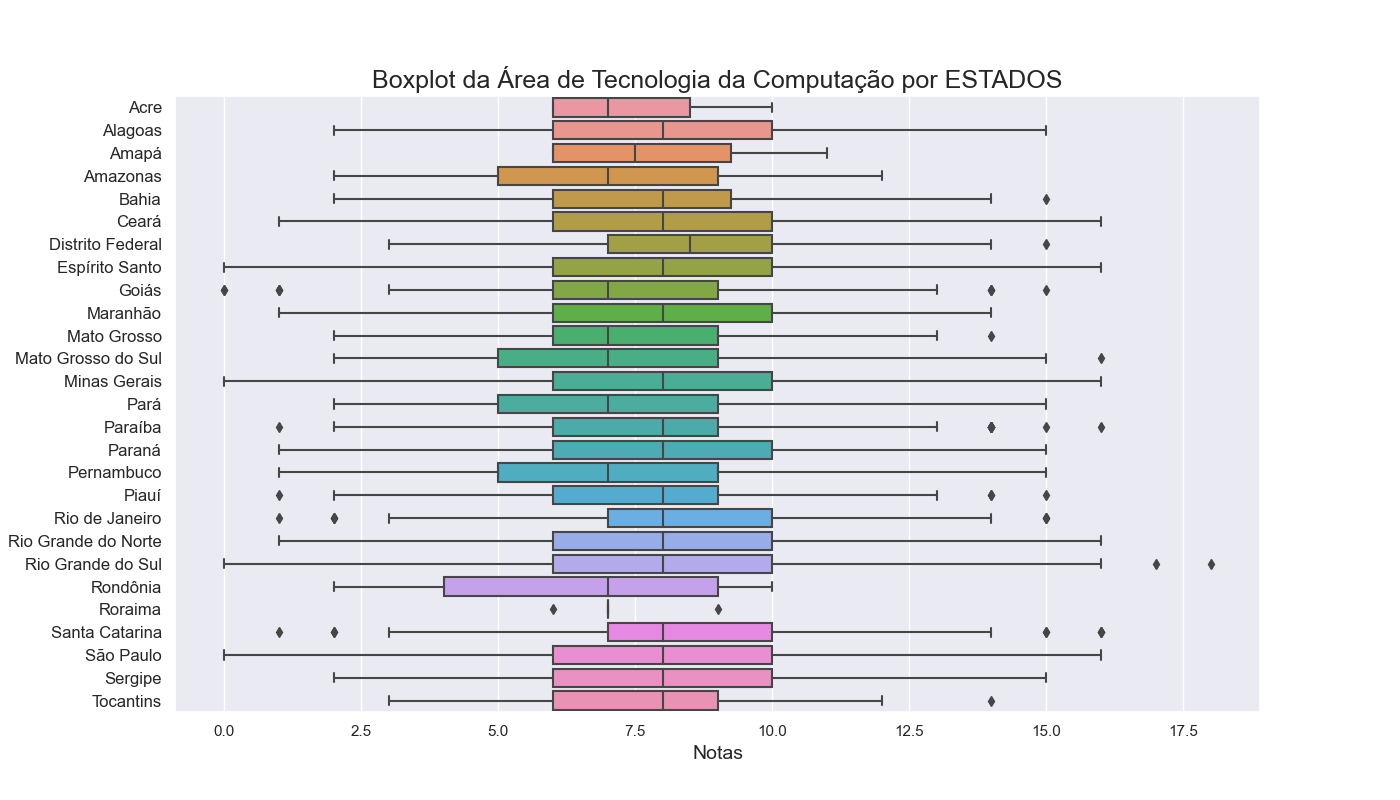 Boxplot da Área de Tecnologia da Computação por ESTADOS
Acre
Alagoas
Amapá
Amazonas
Bahia
Ceará
Distrito Federal
Espírito Santo
Goiás
Maranhão
Mato Grosso
Mato Grosso do Sul
Minas Gerais
Pará
Paraíba
Paraná
Pernambuco
Piauí
Rio de Janeiro
Rio Grande do Norte
Rio Grande do Sul
Rondônia
Roraima
Santa Catarina
São Paulo
Sergipe
Tocantins
0.0 2.5 5.0 7.5 10.0 12.5 15.0 17.5
Notas